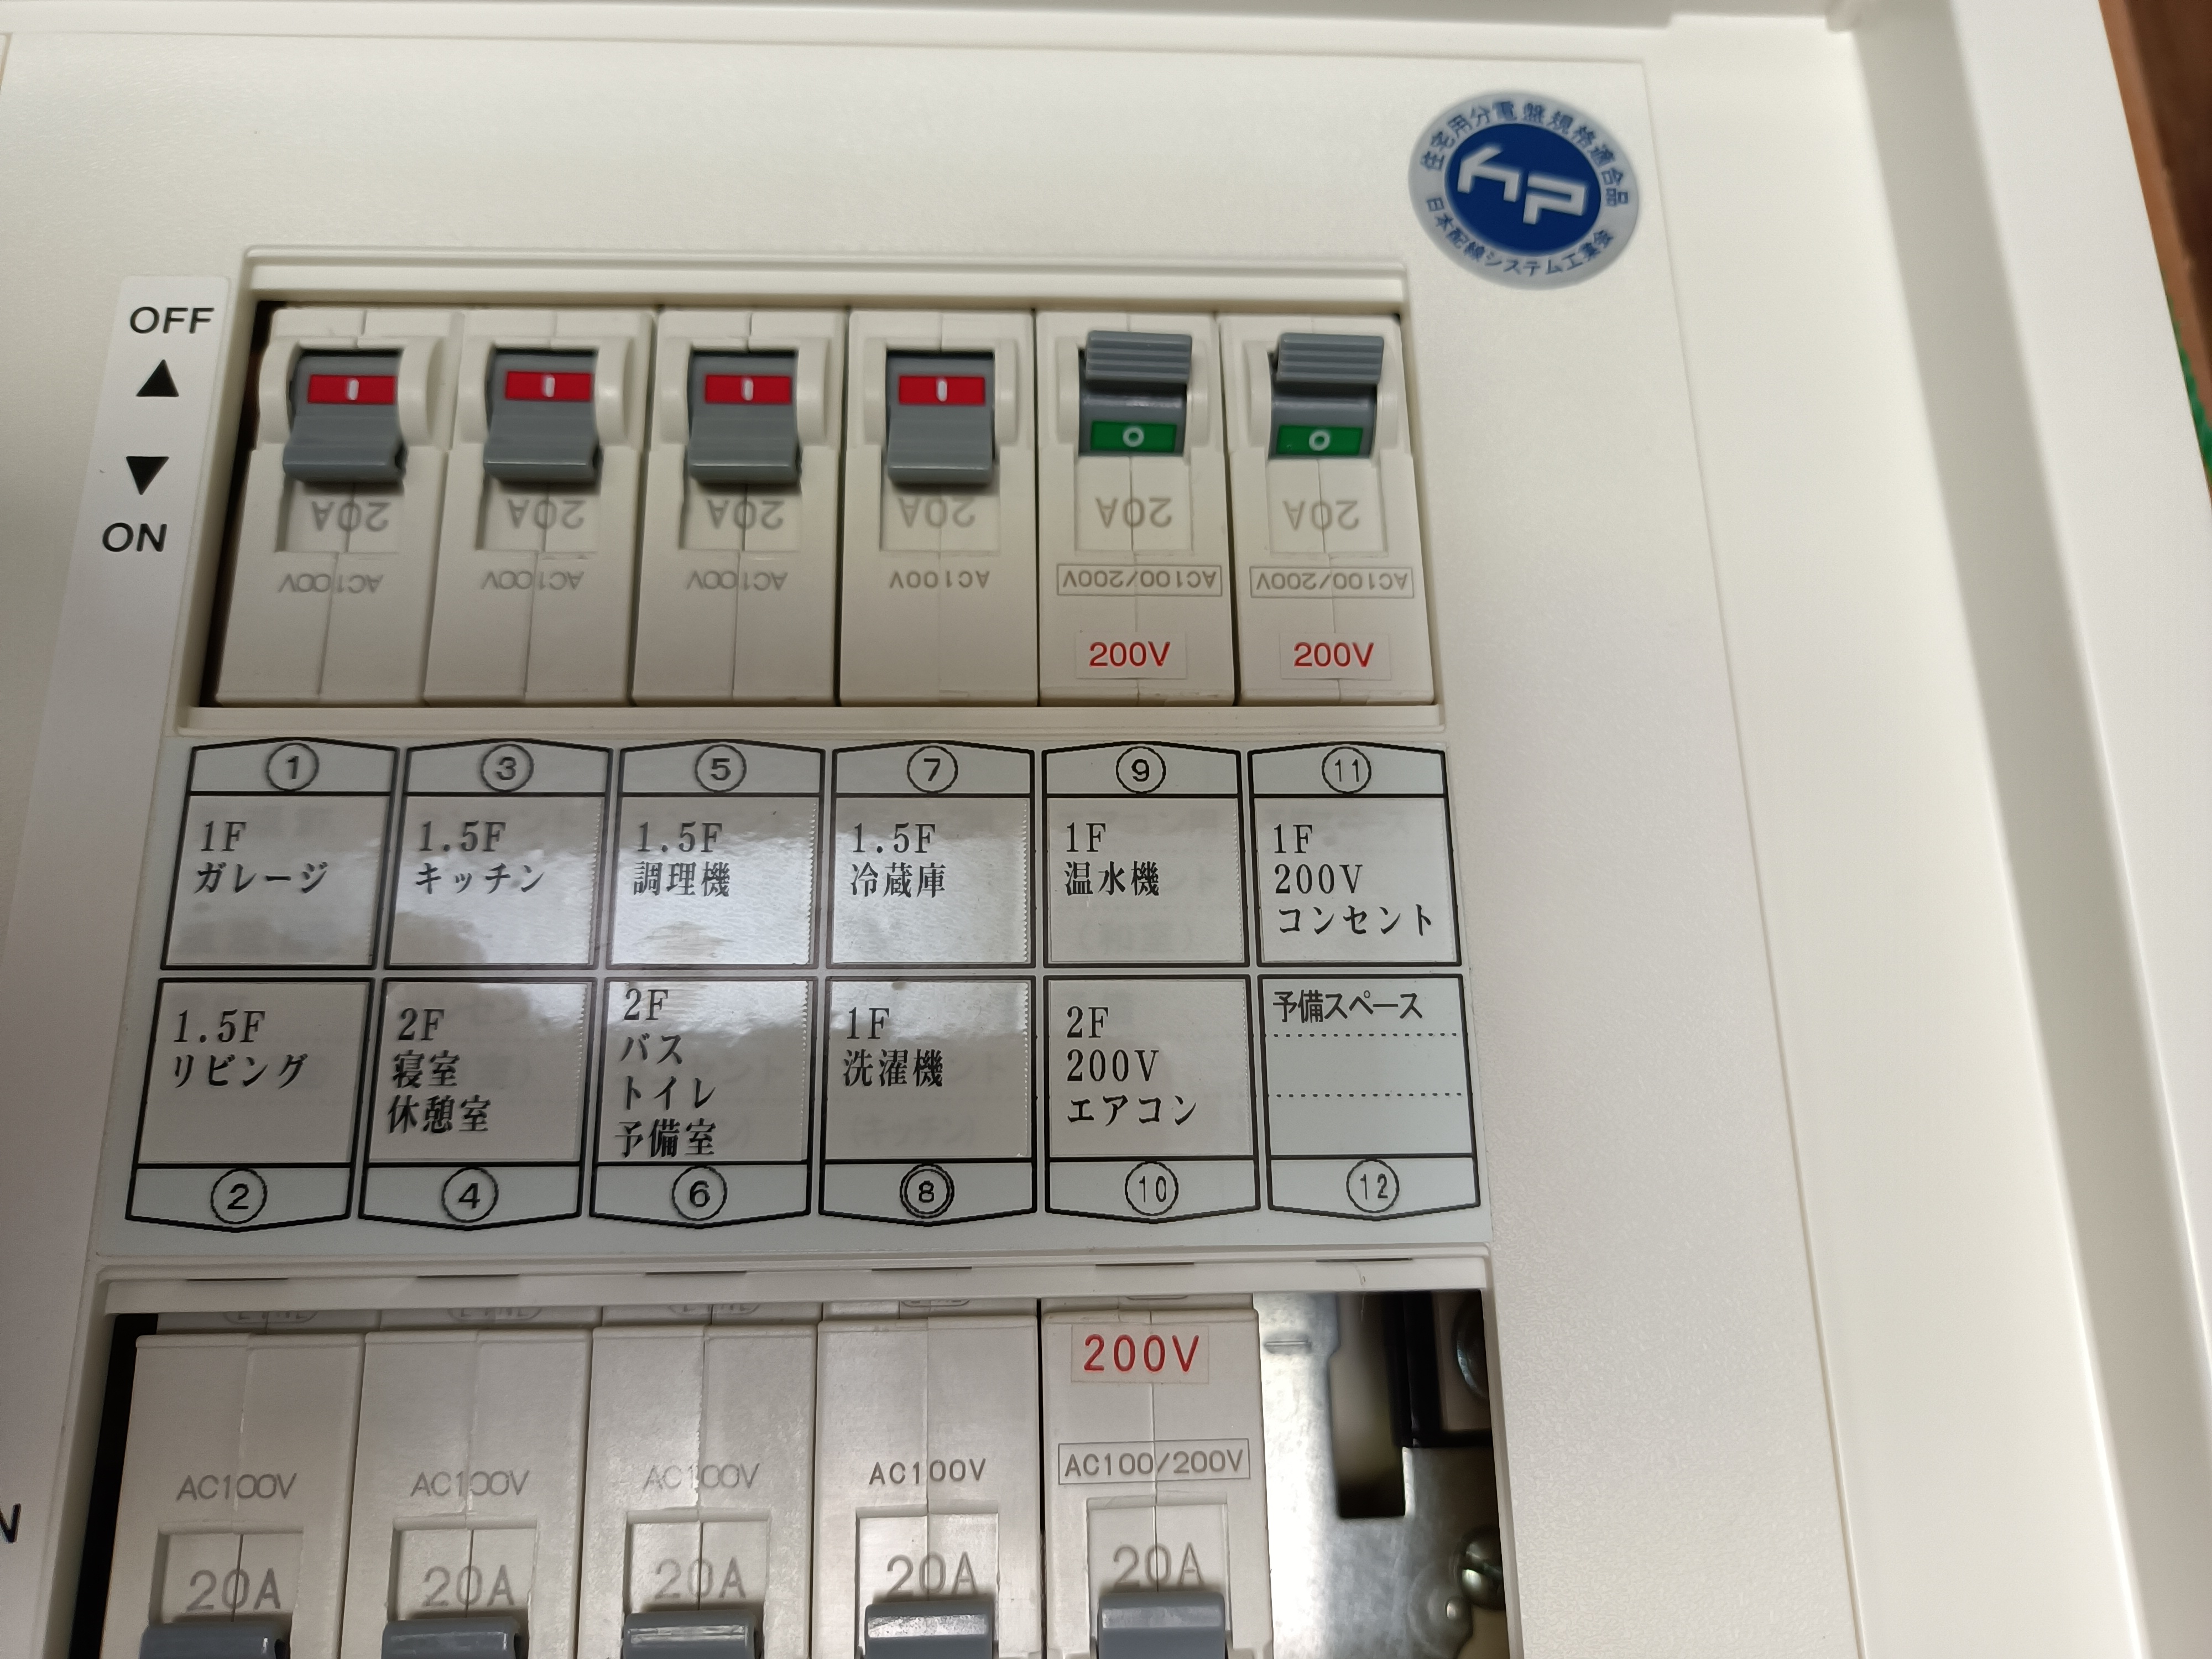 住宅用分電盤規格適合品
日本配線システム工業会
OFF
▲
▼
ON
20A
20A
20A
20A
20A
20A
AC100V
AC100V
AC100V
AC100V
AC100/200V
AC100/200V
200V
200V
①
1F
ガレージ
③
1.5F
キッチン
⑤
1.5F
調理機
⑦
1.5F
冷蔵庫
⑨
1F
温水機
⑪
1F
200V
コンセント
1.5F
リビング
②
2F
寝室
休憩室
④
2F
バス
トイレ
予備室
⑥
1F
洗濯機
⑧
2F
200V
エアコン
⑩
予備スペース
⑫
200V
AC100V
AC100V
AC100V
AC100V
AC100/200V
20A
20A
20A
20A
20A